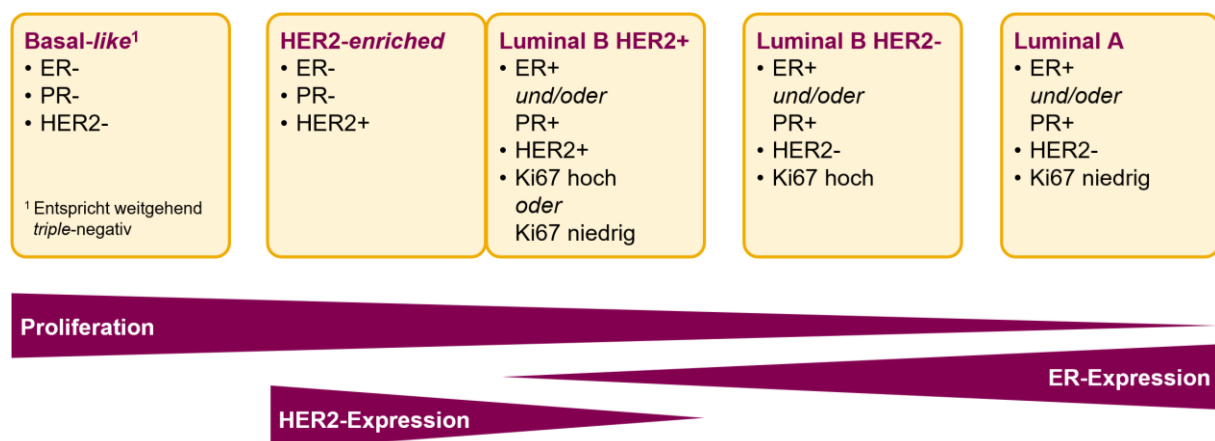 Basal-like¹
• ER-
• PR-
• HER2-
¹ Entspricht weitgehend
triple-negativ
HER2-enriched
• ER-
• PR-
• HER2+
Luminal B HER2+
• ER+
und/oder
PR+
• HER2+
• Ki67 hoch
oder
Ki67 niedrig
Luminal B HER2-
• ER+
und/oder
PR+
• HER2-
• Ki67 hoch
Luminal A
• ER+
und/oder
PR+
• HER2-
• Ki67 niedrig
Proliferation
ER-Expression
HER2-Expression